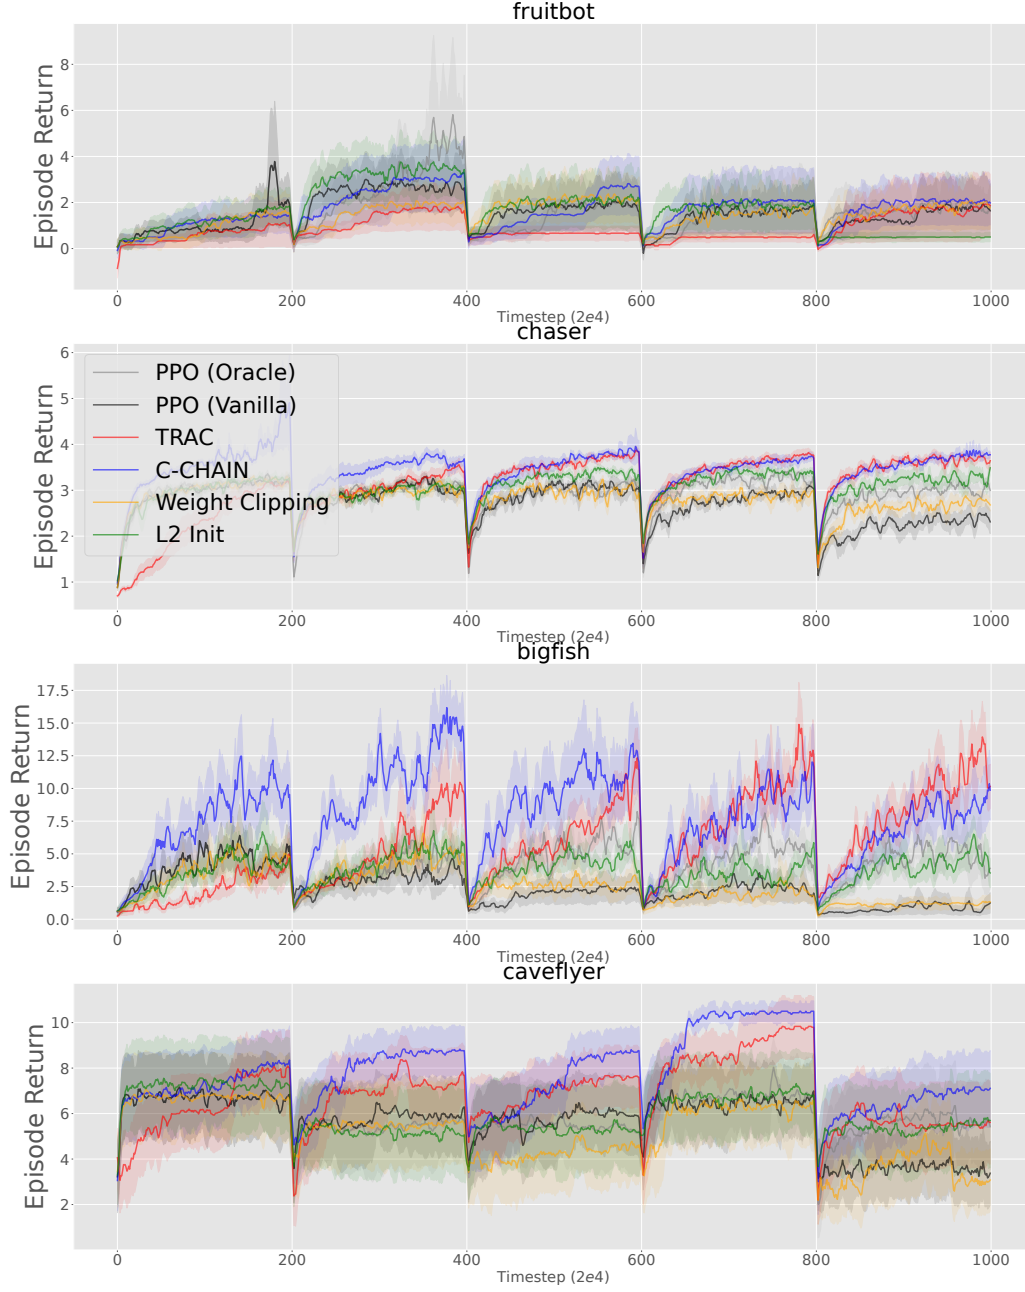 fruitbot
Episode Return
8
6
4
2
0
0 200 400 600 800 1000
Timestep (2e4)
chaser
Episode Return
6
5
4
3
2
1
PPO (Oracle)
PPO (Vanilla)
TRAC
C-CHAIN
Weight Clipping
L2 Init
0 200 400 600 800 1000
Timestep (2e4)
bigfish
Episode Return
17.5
15.0
12.5
10.0
7.5
5.0
2.5
0.0
0 200 400 600 800 1000
Timestep (2e4)
caveflyer
Episode Return
10
8
6
4
2
0 200 400 600 800 1000
Timestep (2e4)